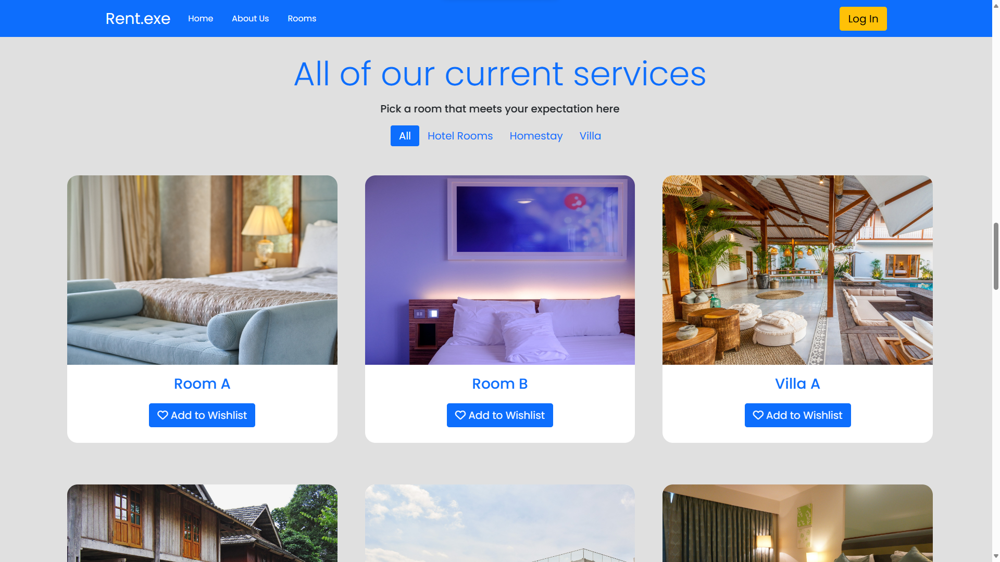 Rent.exe Home About Us Rooms Log In
All of our current services
Pick a room that meets your expectation here
All Hotel Rooms Homestay Villa
Room A Room B Villa A
Add to Wishlist Add to Wishlist Add to Wishlist